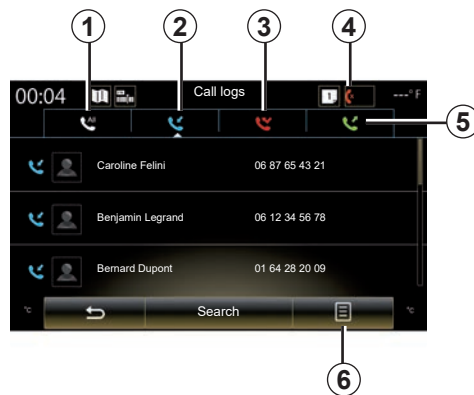 1 2 3 4
00:04 Call logs 1 ---°F
All
5
Caroline Felini 06 87 65 43 21
Benjamin Legrand 06 12 34 56 78
Bernard Dupont 01 64 28 20 09
°C Search °C
6